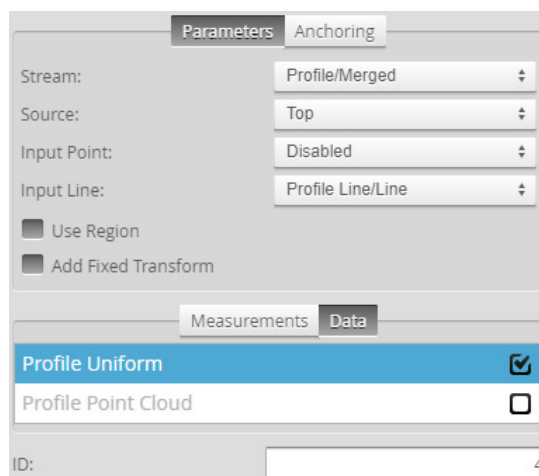 Parameters Anchoring
Stream: Profile/Merged
Source: Top
Input Point: Disabled
Input Line: Profile Line/Line
Use Region
Add Fixed Transform
Measurements Data
Profile Uniform
Profile Point Cloud
ID: